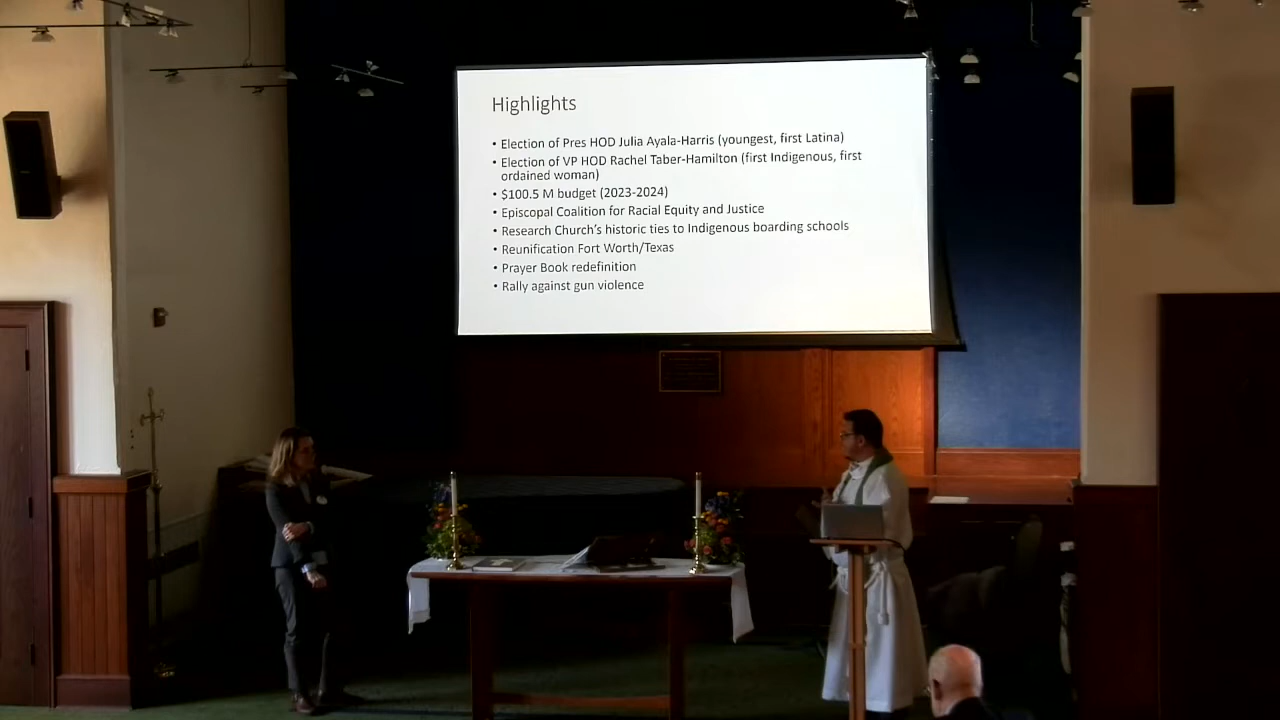 Highlights
• Election of Pres HOD Julia Ayala-Harris (youngest, first Latina)
• Election of VP HOD Rachel Taber-Hamilton (first Indigenous, first
ordained woman)
• $100.5 M budget (2023-2024)
• Episcopal Coalition for Racial Equity and Justice
• Research Church's historic ties to Indigenous boarding schools
• Reunification Fort Worth/Texas
• Prayer Book redefinition
• Rally against gun violence